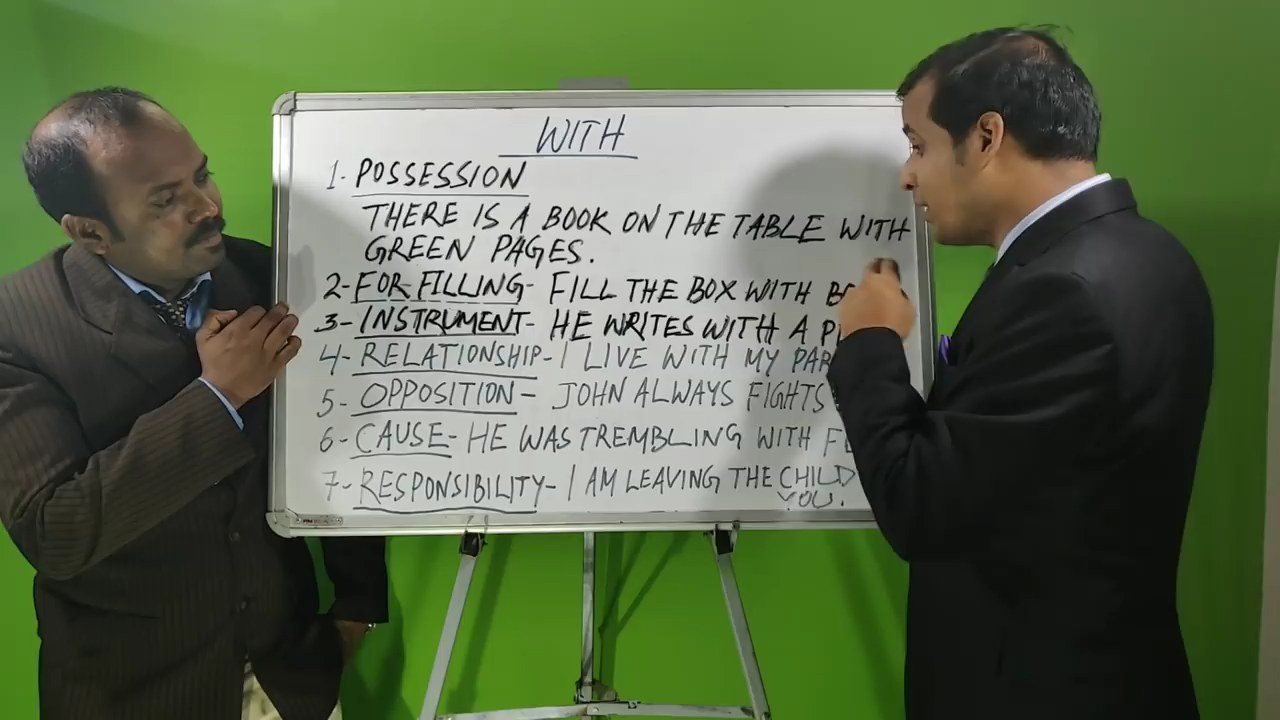 WITH
1- POSSESSION
THERE IS A BOOK ON THE TABLE WITH
GREEN PAGES.
2- FOR FILLING- FILL THE BOX WITH
3- INSTRUMENT- HE WRITES WITH A
4- RELATIONSHIP- I LIVE WITH MY
5- OPPOSITION- JOHN ALWAYS FIGHTS
6- CAUSE- HE WAS TREMBLING WITH
7- RESPONSIBILITY- I AM LEAVING THE CHILD
YOU.